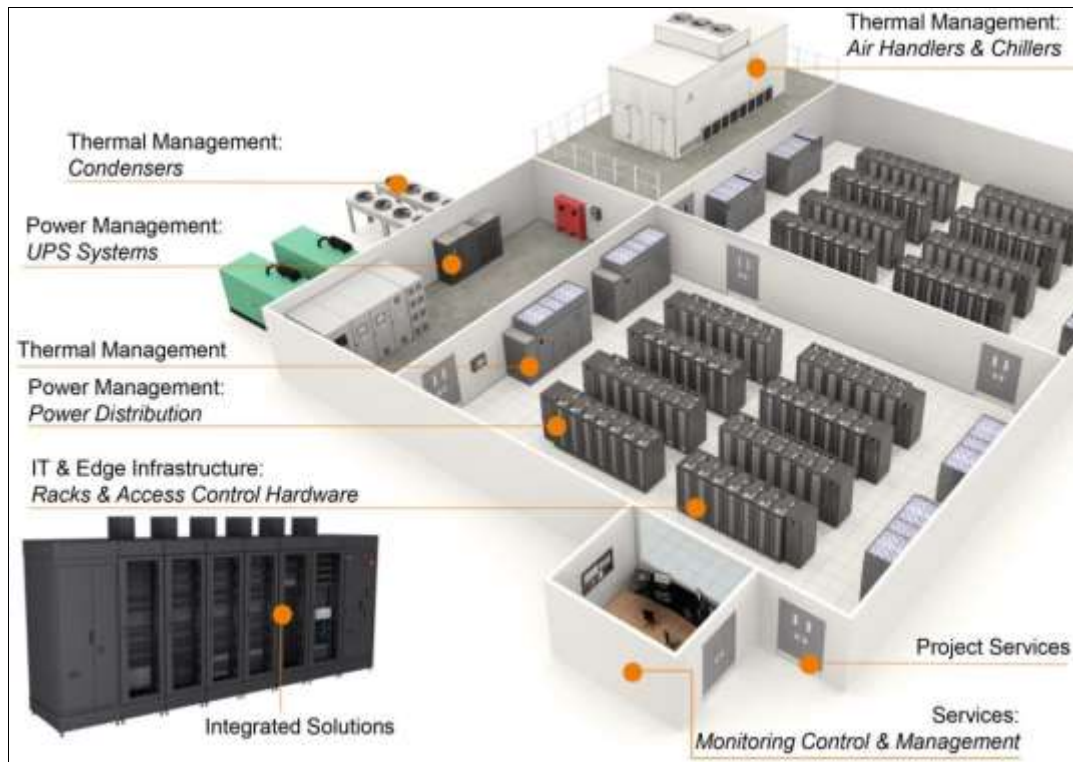 Thermal Management:
Air Handlers & Chillers
Thermal Management:
Condensers
Power Management:
UPS Systems
Thermal Management
Power Management:
Power Distribution
IT & Edge Infrastructure:
Racks & Access Control Hardware
Integrated Solutions
Project Services
Services:
Monitoring Control & Management